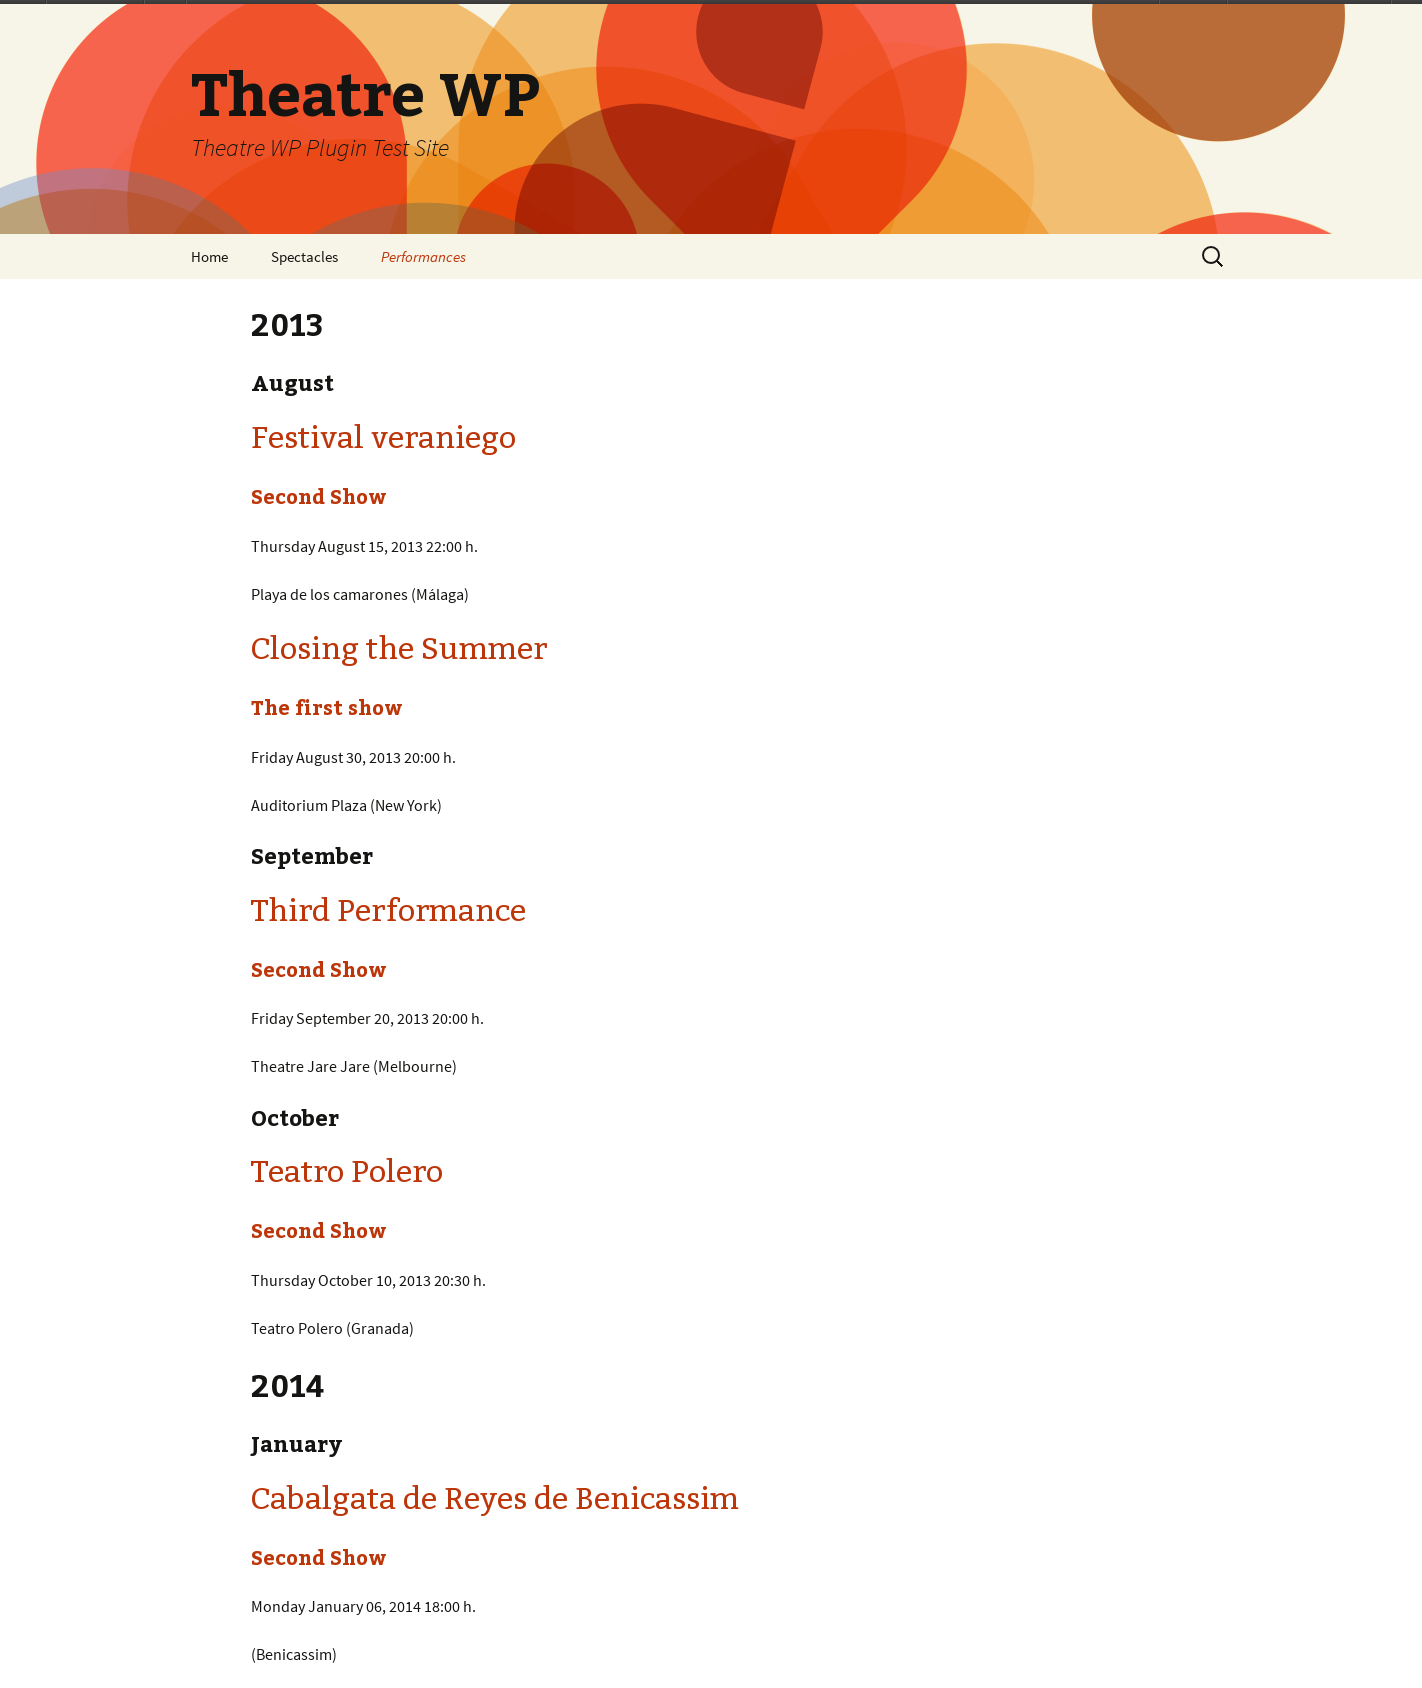 Theatre WP
Theatre WP Plugin Test Site
Home Spectacles Performances
2013
August
Festival veraniego
Second Show
Thursday August 15, 2013 22:00 h.
Playa de los camarones (Málaga)
Closing the Summer
The first show
Friday August 30, 2013 20:00 h.
Auditorium Plaza (New York)
September
Third Performance
Second Show
Friday September 20, 2013 20:00 h.
Theatre Jare Jare (Melbourne)
October
Teatro Polero
Second Show
Thursday October 10, 2013 20:30 h.
Teatro Polero (Granada)
2014
January
Cabalgata de Reyes de Benicassim
Second Show
Monday January 06, 2014 18:00 h.
(Benicassim)